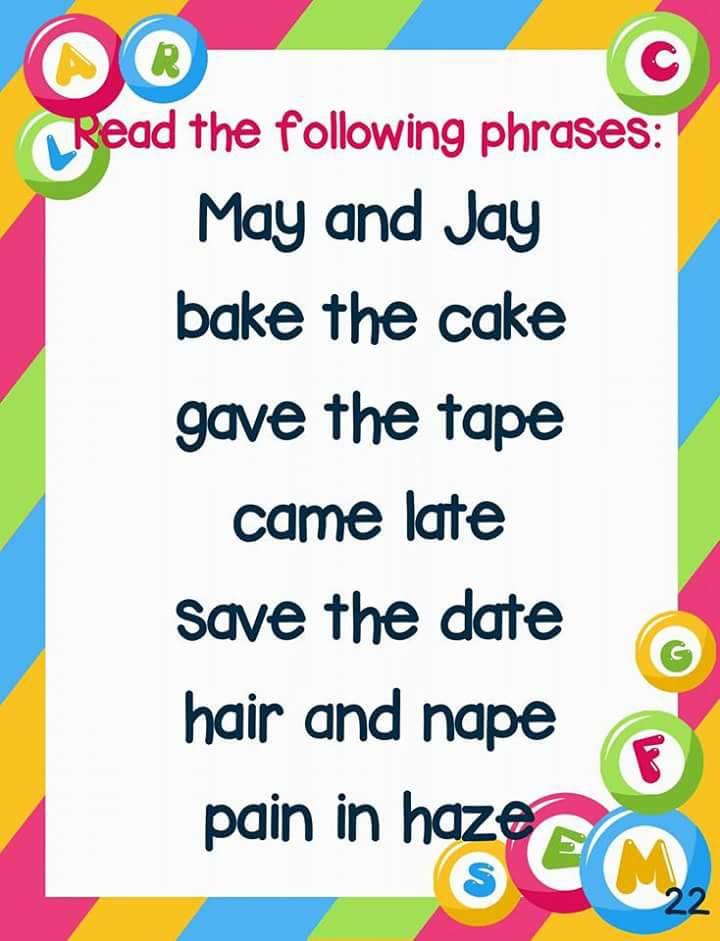 A R C
L
Read the following phrases:
May and Jay
bake the cake
gave the tape
came late
save the date
hair and nape
pain in haze
G
F
S E M
22